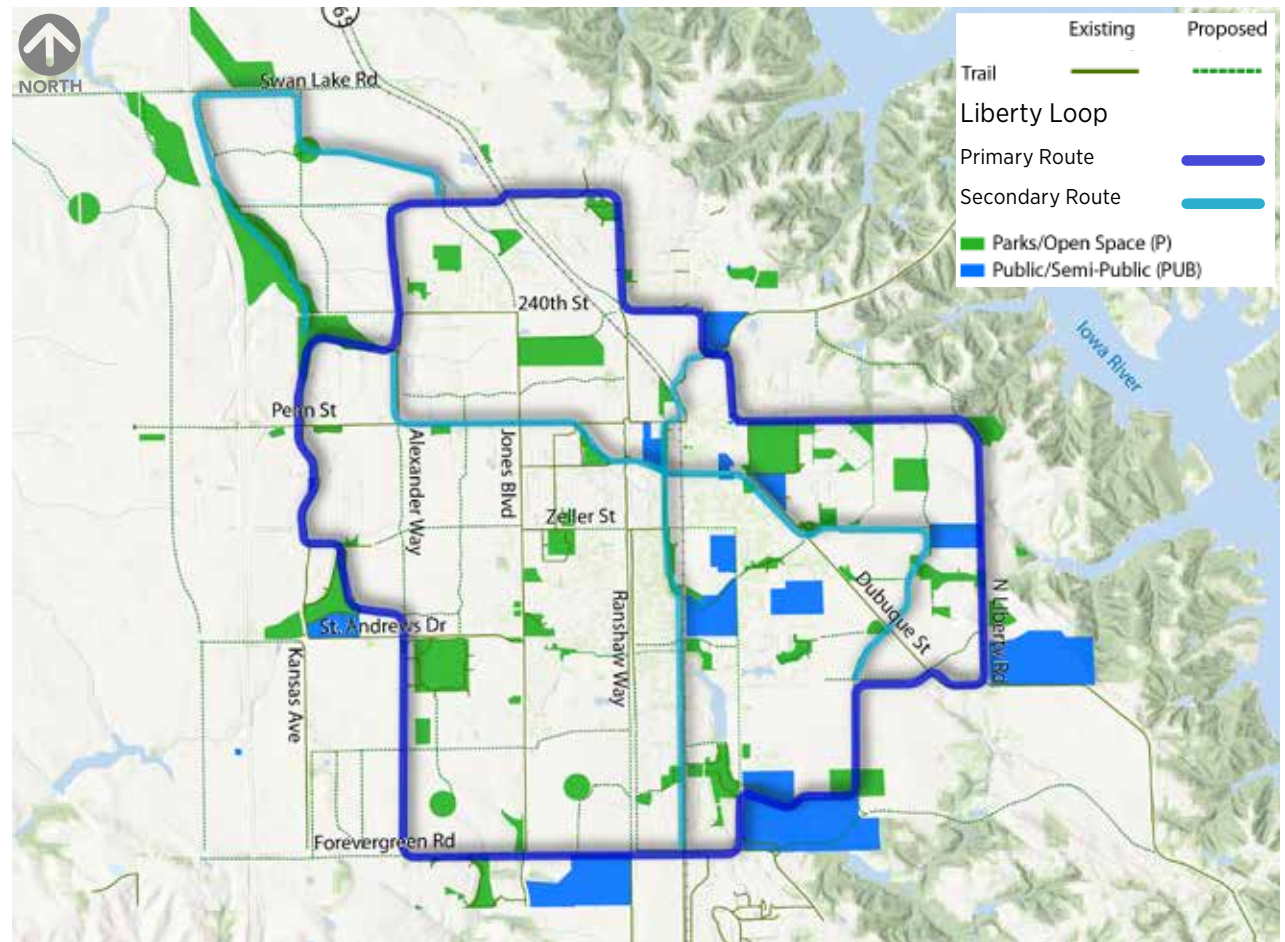 NORTH
Existing Proposed
Trail
Liberty Loop
Primary Route
Secondary Route
Parks/Open Space (P)
Public/Semi-Public (PUB)
Swan Lake Rd
240th St
Iowa River
Penn St
Alexander Way
Jones Blvd
Zeller St
Ranshaw Way
Dubuque St
N Liberty Rd
St. Andrews Dr
Kansas Ave
Forevergreen Rd